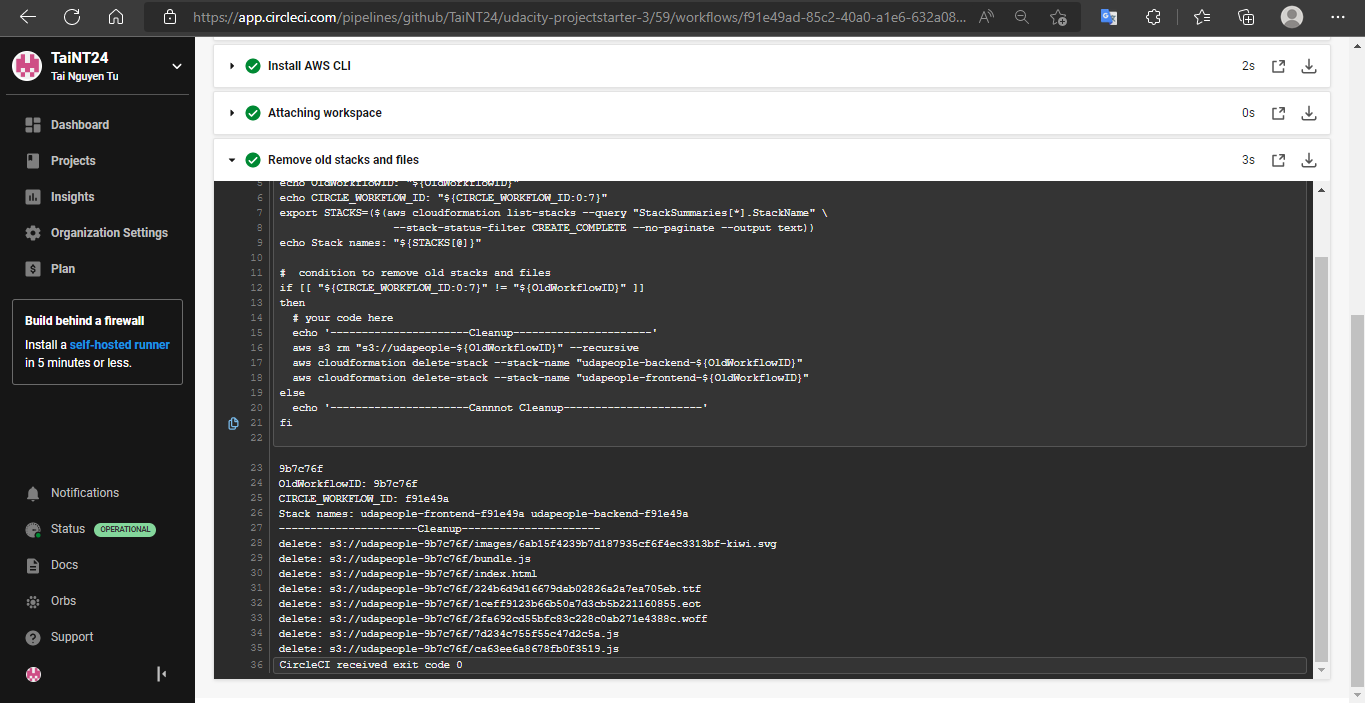 https://app.circleci.com/pipelines/github/TaiNT24/udacity-projectstarter-3/59/workflows/f91e49ad-85c2-40a0-a1e6-632a08...
TaiNT24
Tai Nguyen Tu
Dashboard
Projects
Insights
Organization Settings
Plan
Build behind a firewall
Install a self-hosted runner
in 5 minutes or less.
Notifications
Status OPERATIONAL
Docs
Orbs
Support
Install AWS CLI 2s
Attaching workspace 0s
Remove old stacks and files 3s
5 echo OldWorkflowID: "${OldWorkflowID}"
6 echo CIRCLE_WORKFLOW_ID: "${CIRCLE_WORKFLOW_ID:0:7}"
7 export STACKS=($(aws cloudformation list-stacks --query "StackSummaries[*].StackName" \
8 --stack-status-filter CREATE_COMPLETE --no-paginate --output text))
9 echo Stack names: "${STACKS[@]}"
10
11 #  condition to remove old stacks and files
12 if [[ "${CIRCLE_WORKFLOW_ID:0:7}" != "${OldWorkflowID}" ]]
13 then
14 # your code here
15 echo '----------------------Cleanup----------------------'
16 aws s3 rm "s3://udapeople-${OldWorkflowID}" --recursive
17 aws cloudformation delete-stack --stack-name "udapeople-backend-${OldWorkflowID}"
18 aws cloudformation delete-stack --stack-name "udapeople-frontend-${OldWorkflowID}"
19 else
20 echo '----------------------Cannnot Cleanup----------------------'
21 fi
22
23 9b7c76f
24 OldWorkflowID: 9b7c76f
25 CIRCLE_WORKFLOW_ID: f91e49a
26 Stack names: udapeople-frontend-f91e49a udapeople-backend-f91e49a
27 ----------------------Cleanup----------------------
28 delete: s3://udapeople-9b7c76f/images/6ab15f4239b7d187935cf6f4ec3313bf-kiwi.svg
29 delete: s3://udapeople-9b7c76f/bundle.js
30 delete: s3://udapeople-9b7c76f/index.html
31 delete: s3://udapeople-9b7c76f/224b6d9d16679dab02826a2a7ea705eb.ttf
32 delete: s3://udapeople-9b7c76f/1ceff9123b66b50a7d3cb5b221160855.eot
33 delete: s3://udapeople-9b7c76f/2fa692cd55bfc83c228c0ab271e4388c.woff
34 delete: s3://udapeople-9b7c76f/7d234c755f55c47d2c5a.js
35 delete: s3://udapeople-9b7c76f/ca63ee6a8678fb0f3519.js
36 CircleCI received exit code 0